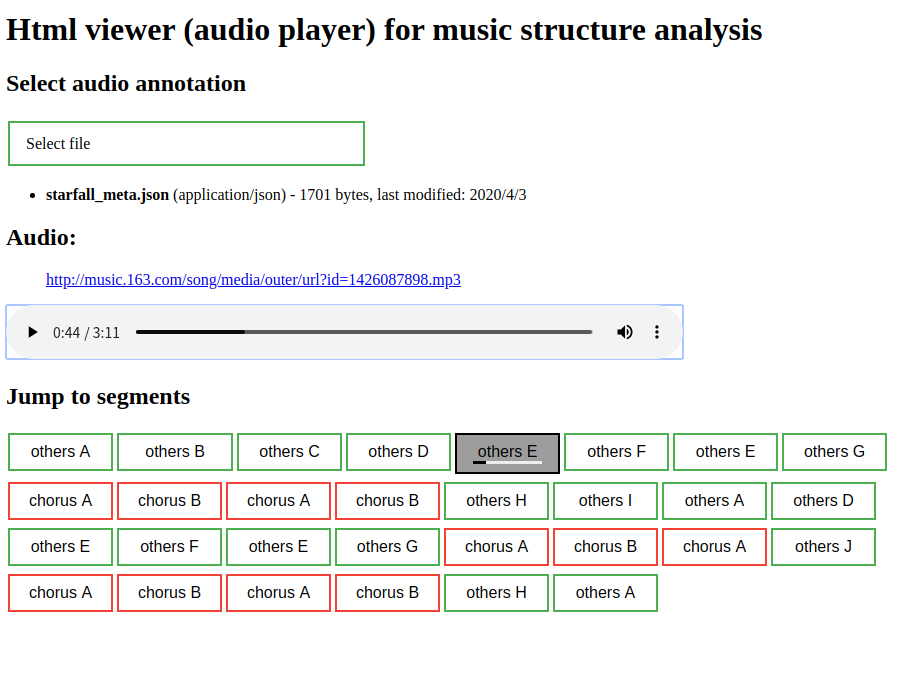 Html viewer (audio player) for music structure analysis
Select audio annotation
Select file
starfall_meta.json (application/json) - 1701 bytes, last modified: 2020/4/3
Audio:
http://music.163.com/song/media/outer/url?id=1426087898.mp3
0:44 / 3:11
Jump to segments
others A others B others C others D others E others F others E others G
chorus A chorus B chorus A chorus B others H others I others A others D
others E others F others E others G chorus A chorus B chorus A others J
chorus A chorus B chorus A chorus B others H others A